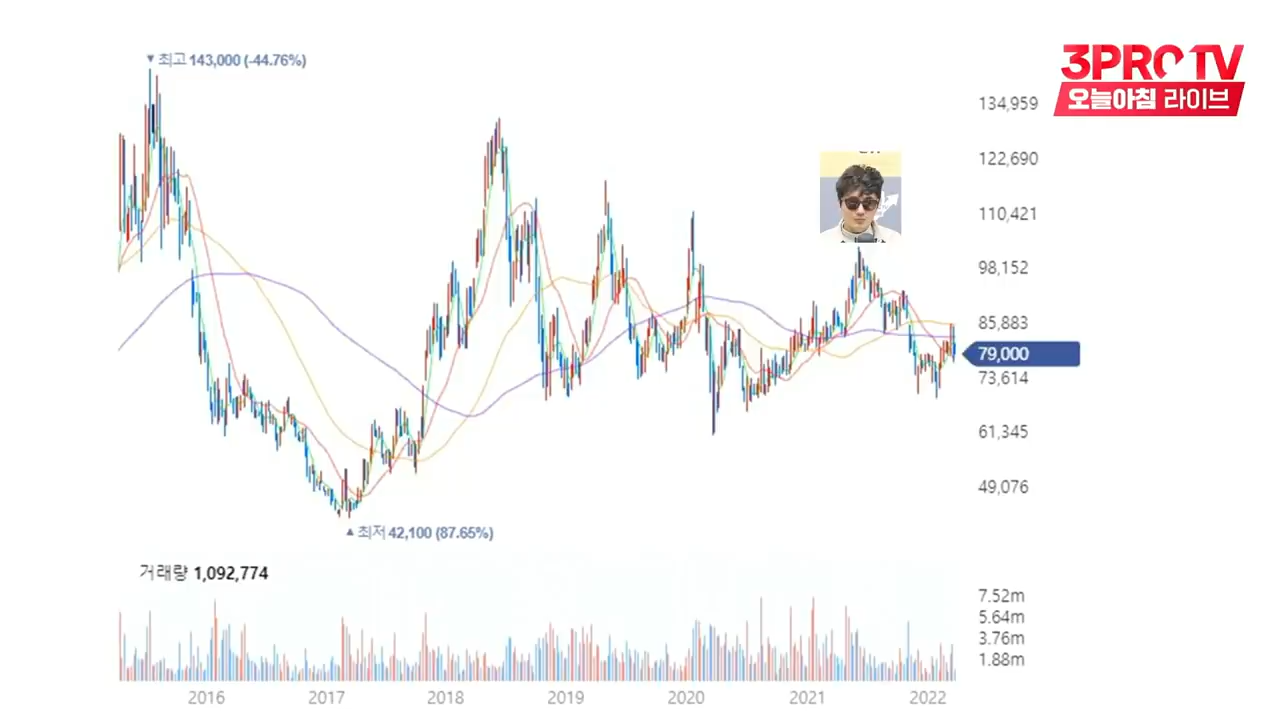 ▼최고 143,000 (-44.76%)
3PRO TV
오늘아침 라이브
134,959
122,690
110,421
98,152
85,883
79,000
73,614
61,345
49,076
▲최저 42,100 (87.65%)
거래량 1,092,774
7.52m
5.64m
3.76m
1.88m
2016 2017 2018 2019 2020 2021 2022